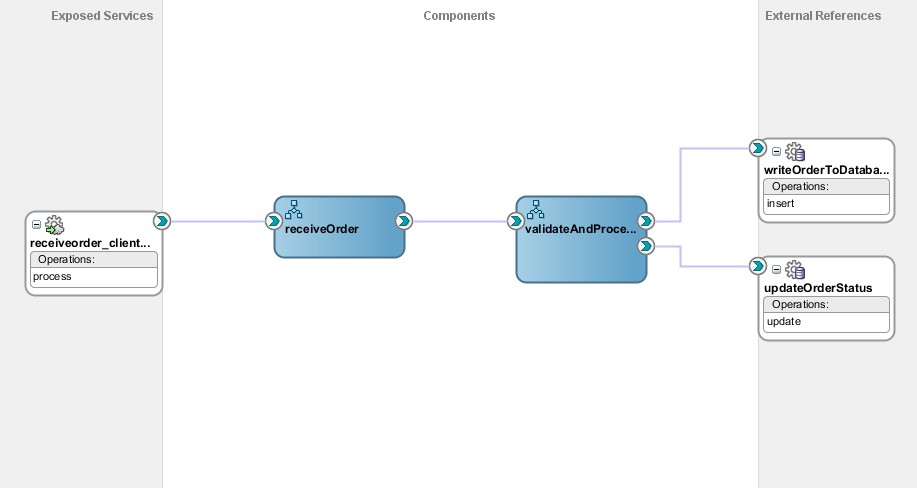 Exposed Services
Components
External References
receiveorder_client...
Operations:
process
receiveOrder
validateAndProce...
writeOrderToDataba...
Operations:
insert
updateOrderStatus
Operations:
update